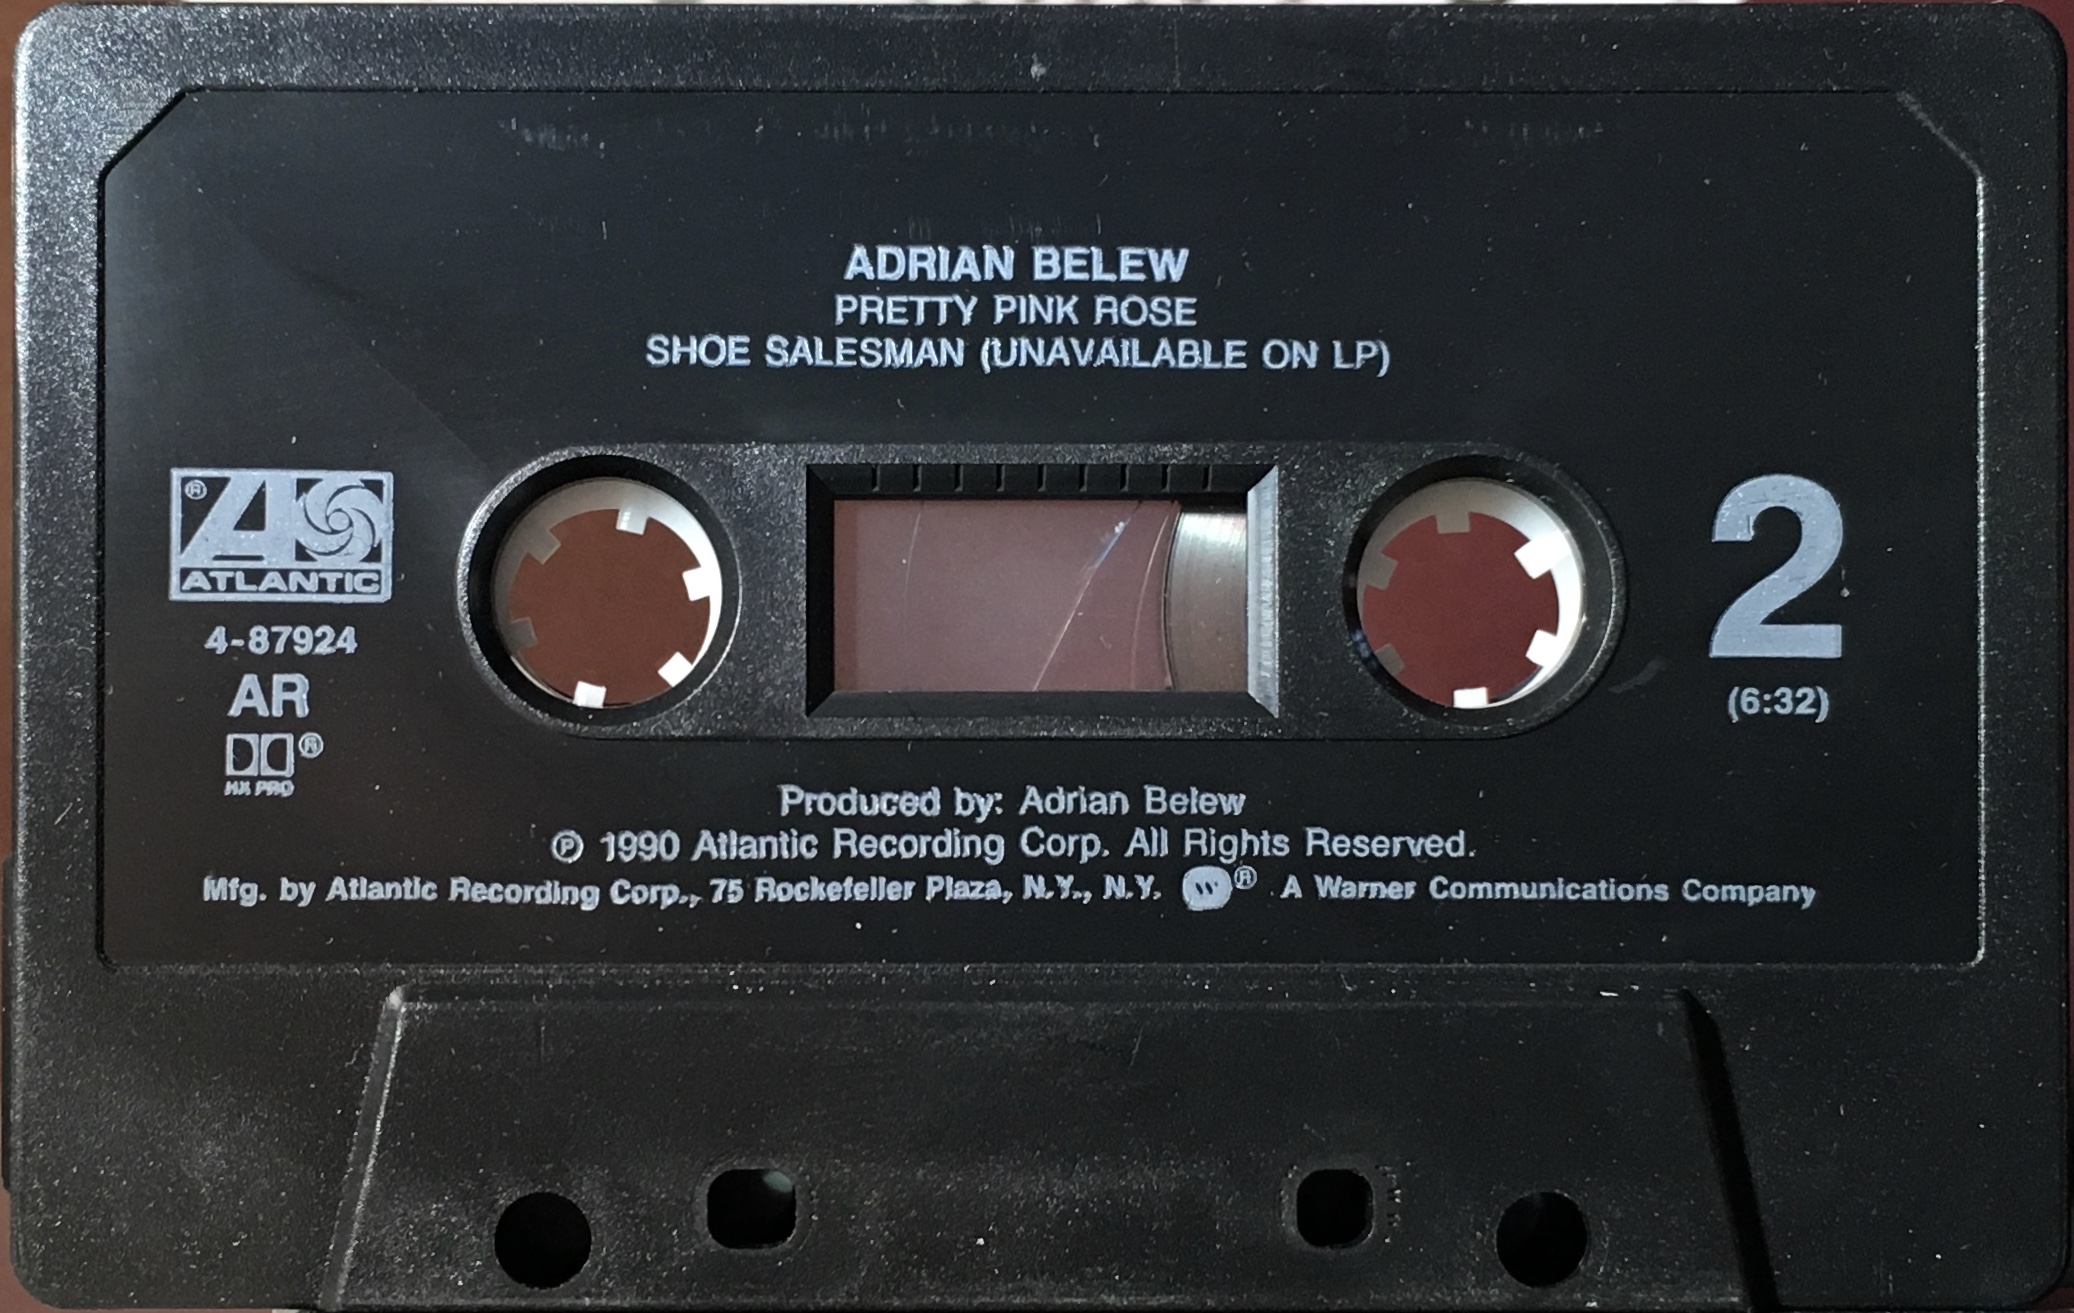 ADRIAN BELEW
PRETTY PINK ROSE
SHOE SALESMAN (UNAVAILABLE ON LP)
® ATLANTIC
4-87924
AR
®
HX PRO
2
(6:32)
Produced by: Adrian Belew
℗ 1990 Atlantic Recording Corp. All Rights Reserved.
Mfg. by Atlantic Recording Corp., 75 Rockefeller Plaza, N.Y., N.Y. ® A Warner Communications Company